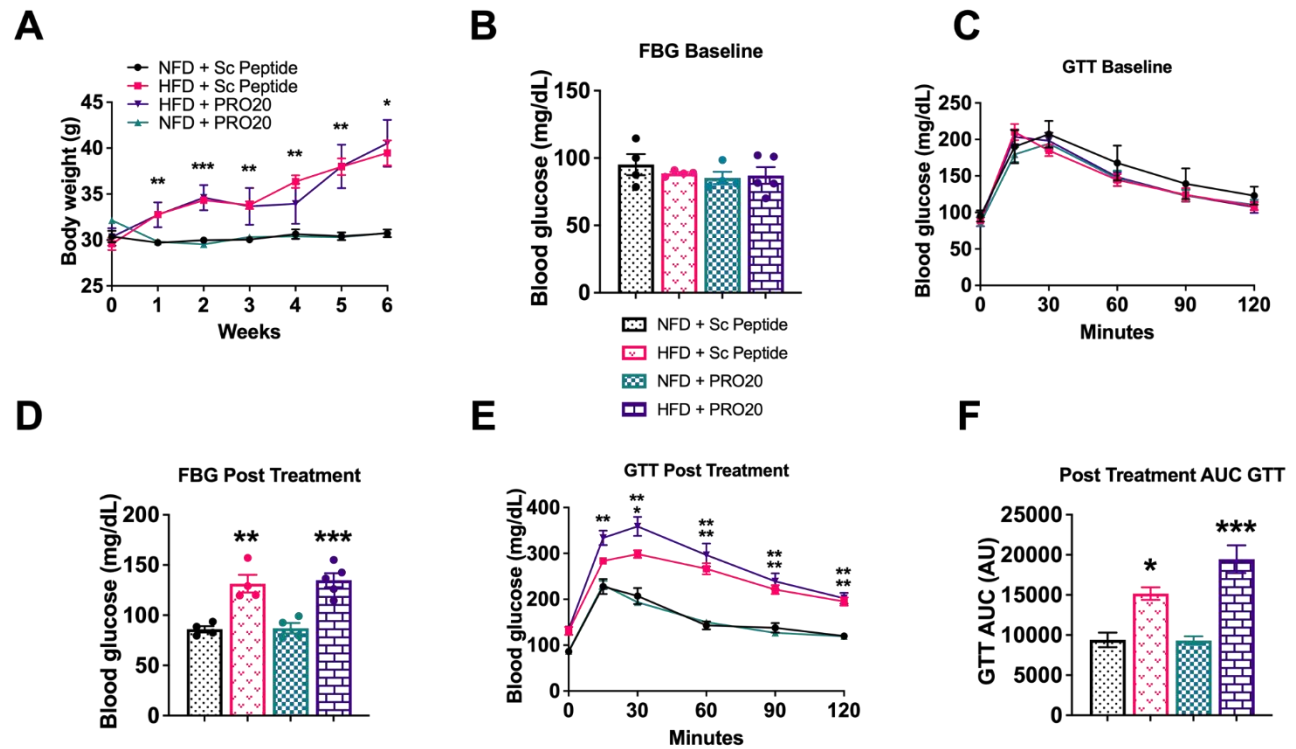 A
NFD + Sc Peptide
HFD + Sc Peptide
HFD + PRO20
NFD + PRO20
Body weight (g)
45
40
35
30
25
** *** ** ** ** *
0 1 2 3 4 5 6
Weeks
B
FBG Baseline
Blood glucose (mg/dL)
150
100
50
0
NFD + Sc Peptide
HFD + Sc Peptide
NFD + PRO20
HFD + PRO20
C
GTT Baseline
Blood glucose (mg/dL)
250
200
150
100
50
0
0 30 60 90 120
Minutes
D
FBG Post Treatment
Blood glucose (mg/dL)
200
150
100
50
0
** ***
E
GTT Post Treatment
Blood glucose (mg/dL)
400
300
200
100
0
** ** ** ** **
* ** ** **
0 30 60 90 120
Minutes
F
Post Treatment AUC GTT
GTT AUC (AU)
25000
20000
15000
10000
5000
0
* ***